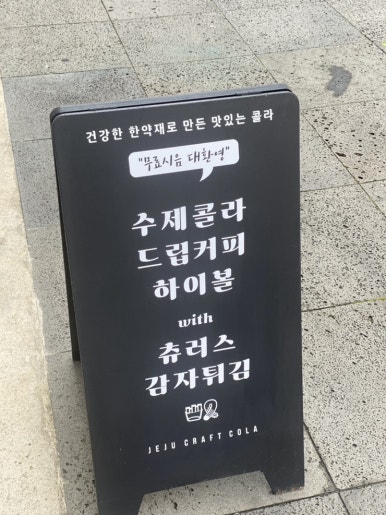 건강한 한약재로 만든 맛있는 콜라
"무료시음 대환영"
수제콜라
드립커피
하이볼
with
츄러스
감자튀김
JEJU CRAFT COLA